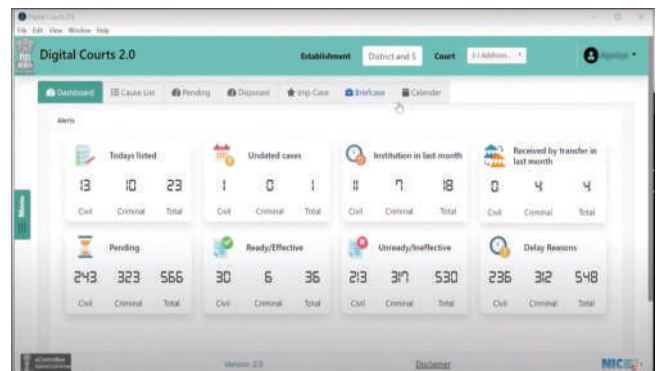 Digital Courts 2.0
File Edit View Window Help
Digital Courts 2.0 Establishment District and S Court
Dashboard Cause List Pending Disposed Imp Case Briefcase Calender
Alerts
Todays listed Undated cases Institution in last month Received by transfer in
last month
13 10 23 1 0 1 11 7 18 0 4 4
Civil Criminal Total Civil Criminal Total Civil Criminal Total Civil Criminal Total
Menu
Pending Ready/Effective Unready/Ineffective Delay Reasons
243 323 566 30 6 36 213 317 530 236 312 548
Civil Criminal Total Civil Criminal Total Civil Criminal Total Civil Criminal Total
eCommittee
Version 2.0 Disclaimer NIC